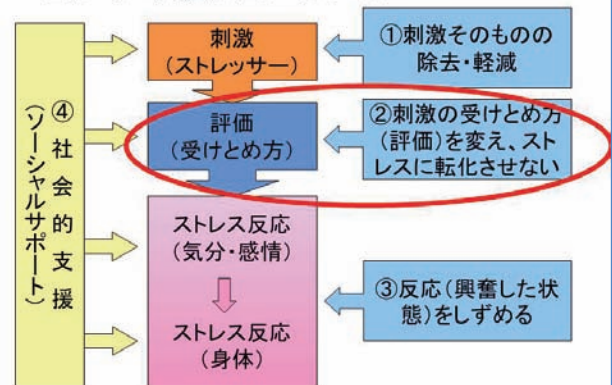 刺激
(ストレッサー)
①刺激そのものの
除去・軽減
評価
(受けとめ方)
②刺激の受けとめ方
(評価)を変え、スト
レスに転化させない
ストレス反応
(気分・感情)
ストレス反応
(身体)
③反応(興奮した状
態)をしずめる
④社会的支援
(ソーシャルサポート)